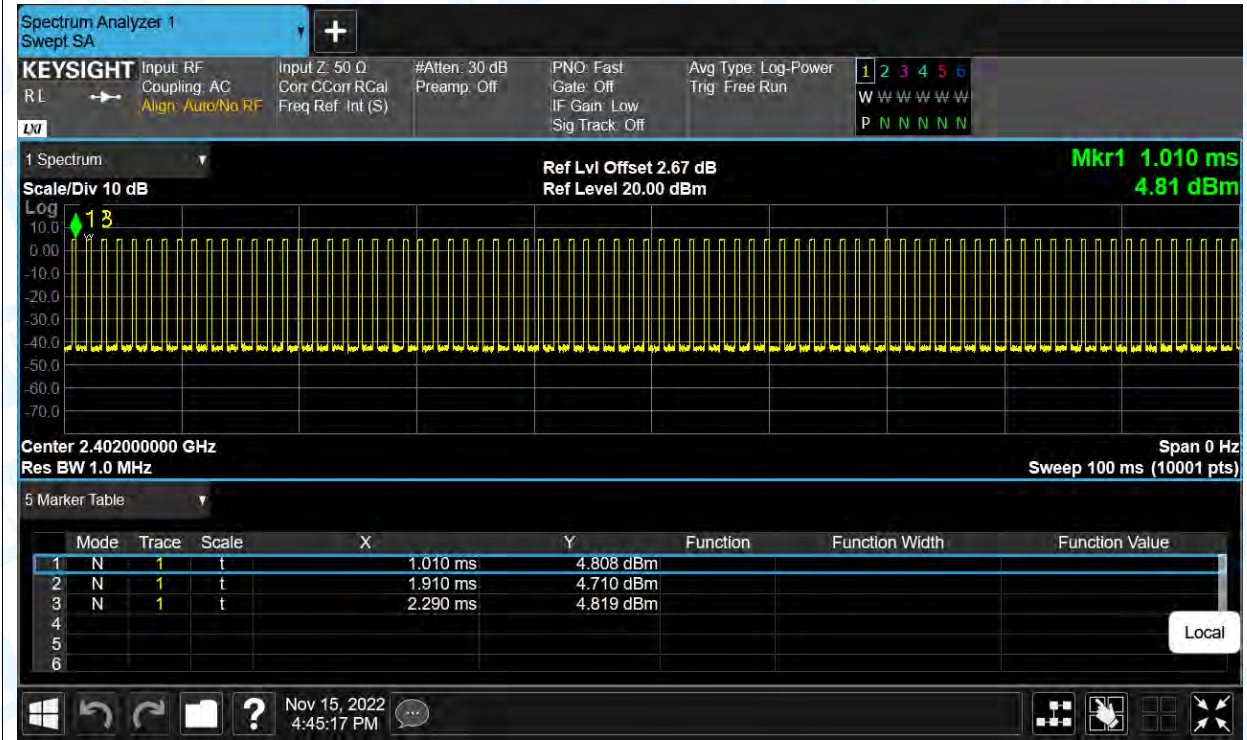 Spectrum Analyzer 1
Swept SA
KEYSIGHT Input: RF Input Z: 50 Ω #Atten: 30 dB PNO: Fast Avg Type: Log-Power 1 2 3 4 5 6
R L Coupling: AC Corr CCorr RCal Preamp: Off Gate: Off Trig: Free Run W W W W W W
Align: Auto/No RF Freq Ref: Int (S) IF Gain: Low
LXI Sig Track: Off P N N N N N
1 Spectrum Ref Lvl Offset 2.67 dB Mkr1 1.010 ms
Scale/Div 10 dB Ref Level 20.00 dBm 4.81 dBm
Log
10.0
0.00
-10.0
-20.0
-30.0
-40.0
-50.0
-60.0
-70.0
Center 2.402000000 GHz Span 0 Hz
Res BW 1.0 MHz Sweep 100 ms (10001 pts)
5 Marker Table
Mode Trace Scale X Y Function Function Width Function Value
1 N 1 t 1.010 ms 4.808 dBm
2 N 1 t 1.910 ms 4.710 dBm
3 N 1 t 2.290 ms 4.819 dBm
4
5
6
Local
? Nov 15, 2022
4:45:17 PM